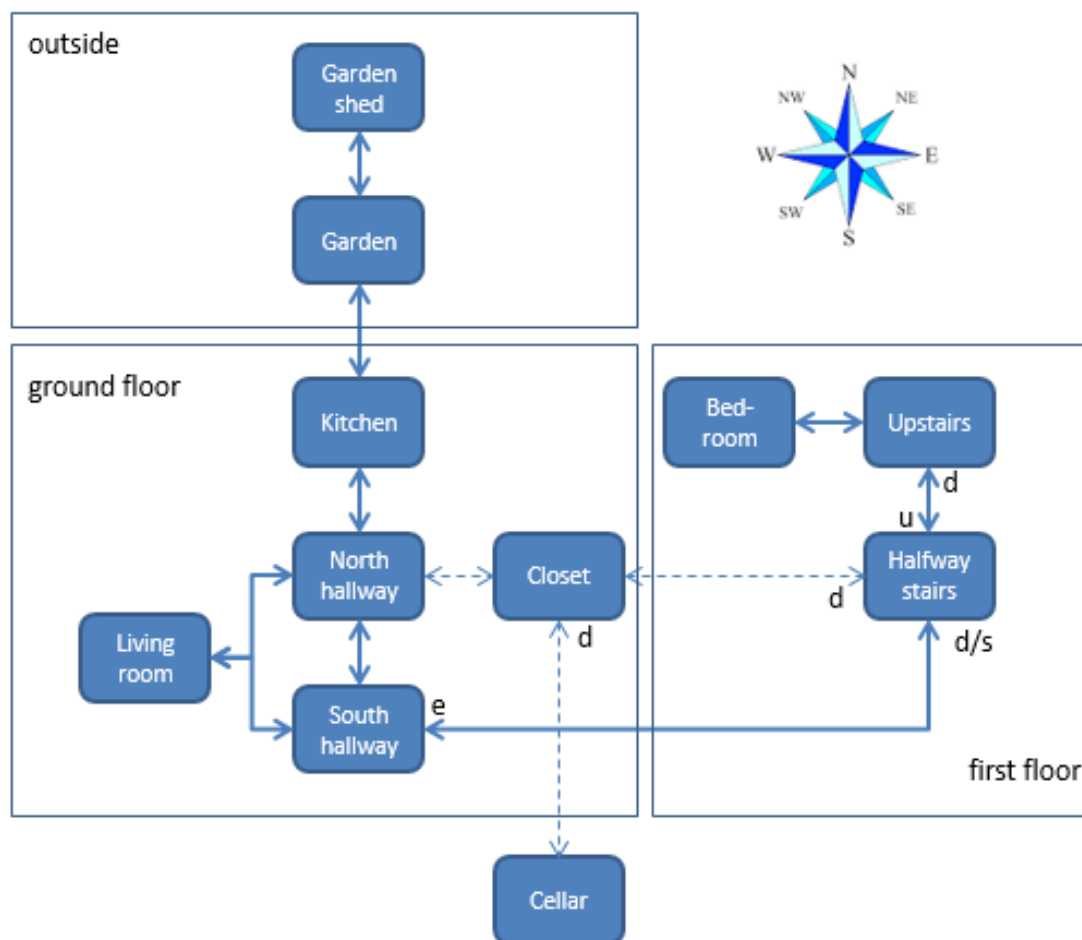 outside
Garden
shed
Garden
N
NW
NE
W
E
SW
SE
S
ground floor
Kitchen
North
hallway
Closet
d
Living
room
South
hallway
e
Bed-
room
Upstairs
d
u
Halfway
stairs
d
d/s
first floor
Cellar